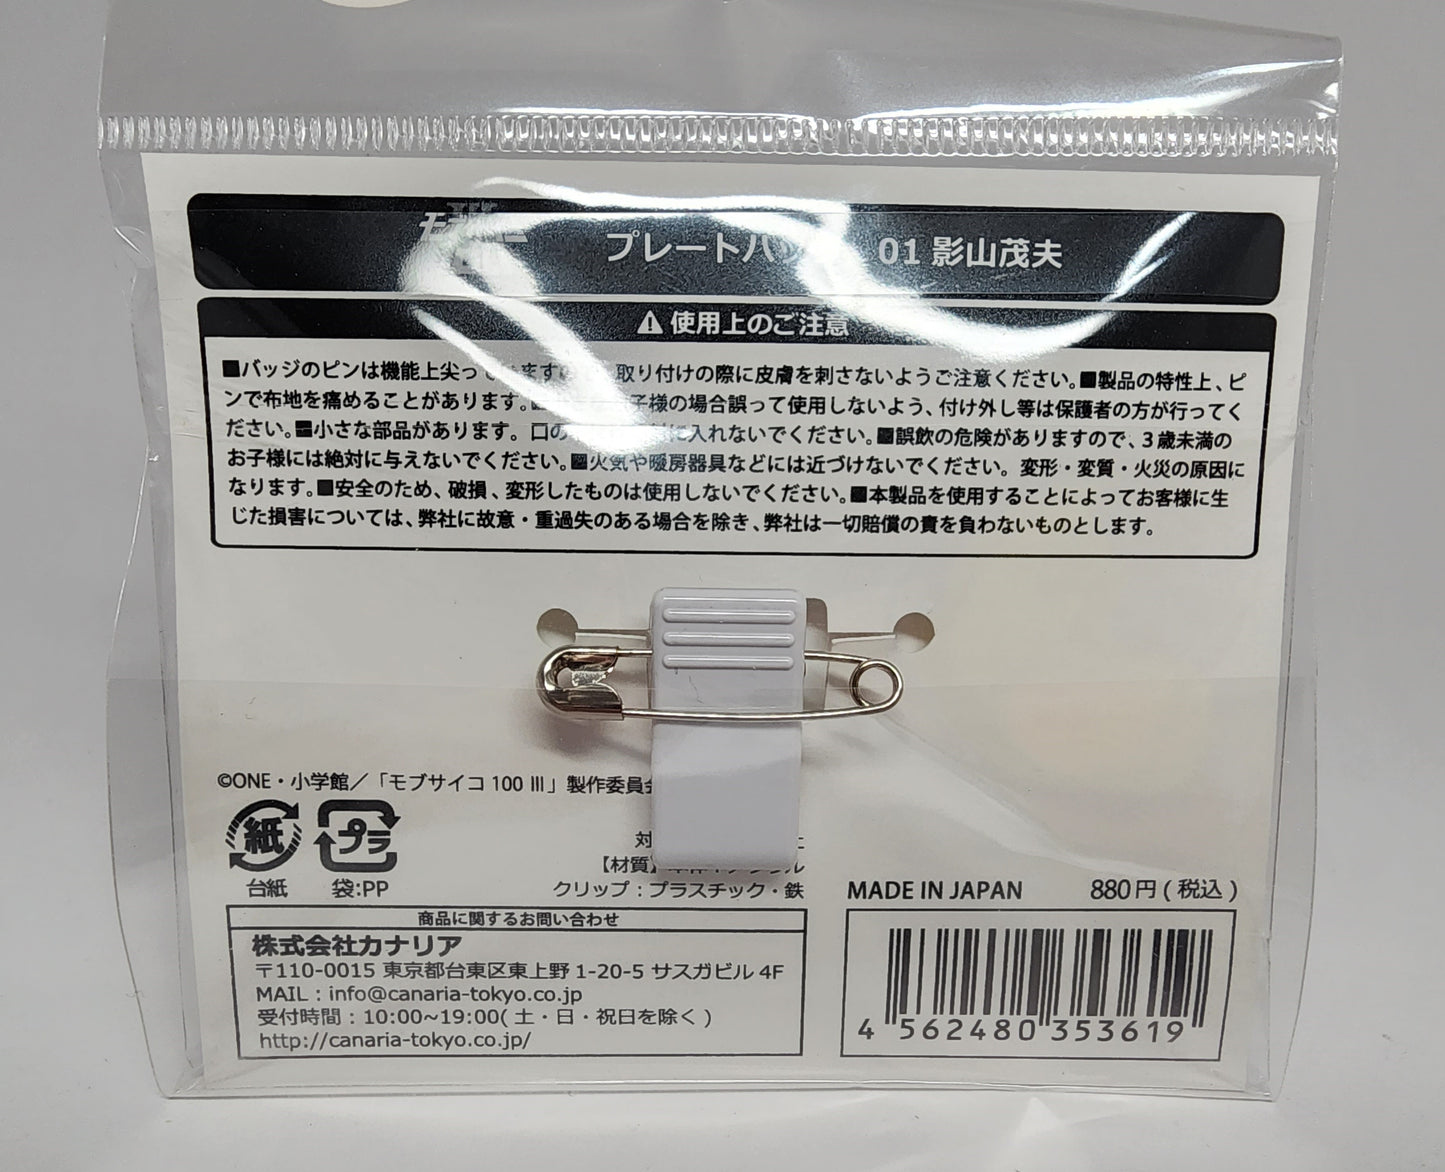 プレートバッ 01 影山茂夫
⚠ 使用上のご注意
■バッジのピンは機能上尖っ 取り付けの際に皮膚を刺さないようご注意ください。■製品の特性上、ピ
ンで布地を痛めることがあります。 子様の場合誤って使用しないよう、付け外し等は保護者の方が行ってく
ださい。■小さな部品があります。口の 入れないでください。■誤飲の危険がありますので、3歳未満の
お子様には絶対に与えないでください。■火気や暖房器具などには近づけないでください。変形・変質・火災の原因に
なります。■安全のため、破損、変形したものは使用しないでください。■本製品を使用することによってお客様に生
じた損害については、弊社に故意・重過失のある場合を除き、弊社は一切賠償の責を負わないものとします。
©ONE・小学館／「モブサイコ100 III」製作委員会
紙
プラ
台紙 袋:PP
対
【材質】
クリップ：プラスチック・鉄
MADE IN JAPAN 880円(税込)
商品に関するお問い合わせ
株式会社カナリア
〒110-0015 東京都台東区東上野1-20-5 サスガビル4F
MAIL：info@canaria-tokyo.co.jp
受付時間：10:00~19:00(土・日・祝日を除く)
http://canaria-tokyo.co.jp/
4 562480 353619